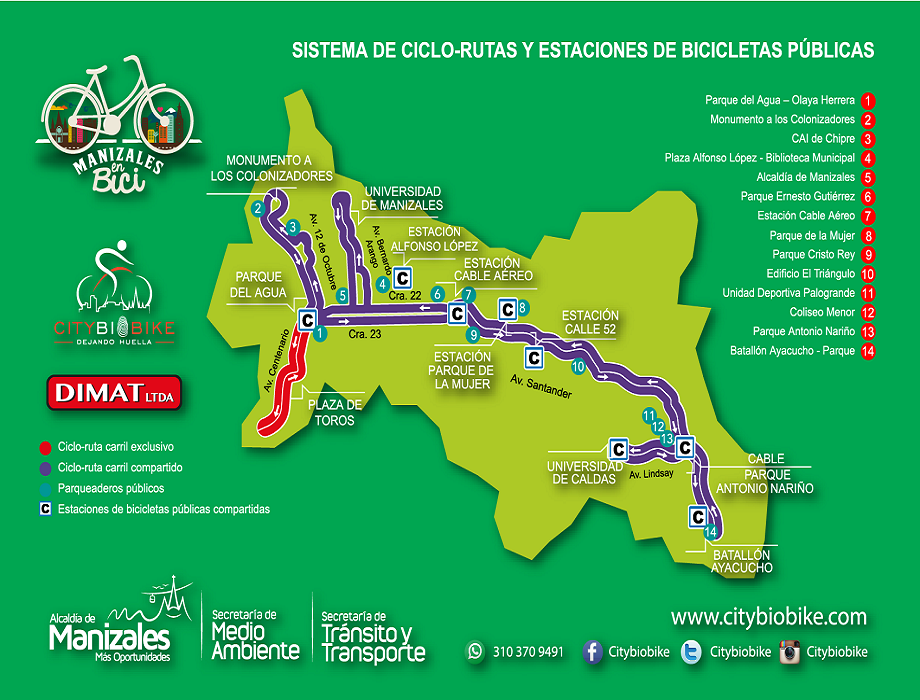 SISTEMA DE CICLO-RUTAS Y ESTACIONES DE BICICLETAS PÚBLICAS
MANIZALES
en
Bici
Parque del Agua – Olaya Herrera 1
Monumento a los Colonizadores 2
CAI de Chipre 3
Plaza Alfonso López - Biblioteca Municipal 4
Alcaldía de Manizales 5
Parque Ernesto Gutiérrez 6
Estación Cable Aéreo 7
Parque de la Mujer 8
Parque Cristo Rey 9
Edificio El Triángulo 10
Unidad Deportiva Palogrande 11
Coliseo Menor 12
Parque Antonio Nariño 13
Batallón Ayacucho - Parque 14
MONUMENTO A
LOS COLONIZADORES
2
3
Av. 12 de Octubre
UNIVERSIDAD
DE MANIZALES
Av. Bernardo
Arango
ESTACIÓN
ALFONSO LÓPEZ
C
4
5
Cra. 22
ESTACIÓN
CABLE AÉREO
6
7
C
PARQUE
DEL AGUA
C
1
Cra. 23
C
8
9
ESTACIÓN
PARQUE DE
LA MUJER
ESTACIÓN
CALLE 52
C
10
Av. Santander
Av. Centenario
PLAZA DE
TOROS
11
12
13
C
C
UNIVERSIDAD
DE CALDAS
Av. Lindsay
CABLE
PARQUE
ANTONIO NARIÑO
C
14
BATALLÓN
AYACUCHO
CITYBIOBIKE
DEJANDO HUELLA
DIMAT LTDA
Ciclo-ruta carril exclusivo
Ciclo-ruta carril compartido
Parqueaderos públicos
C Estaciones de bicicletas públicas compartidas
Alcaldía de
Manizales
Más Oportunidades
Secretaría de
Medio
Ambiente
Secretaría de
Tránsito y
Transporte
www.citybiobike.com
310 370 9491 f Citybiobike Citybiobike Citybiobike